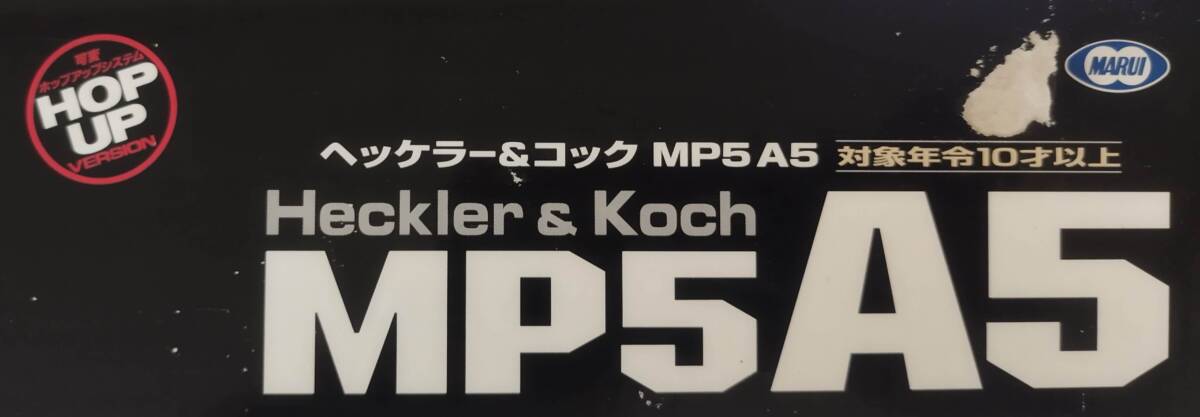 可変
ホップアップシステム
HOP
UP
VERSION
MARUI
ヘッケラー&コック MP5 A5 対象年令10才以上
Heckler & Koch
MP5A5